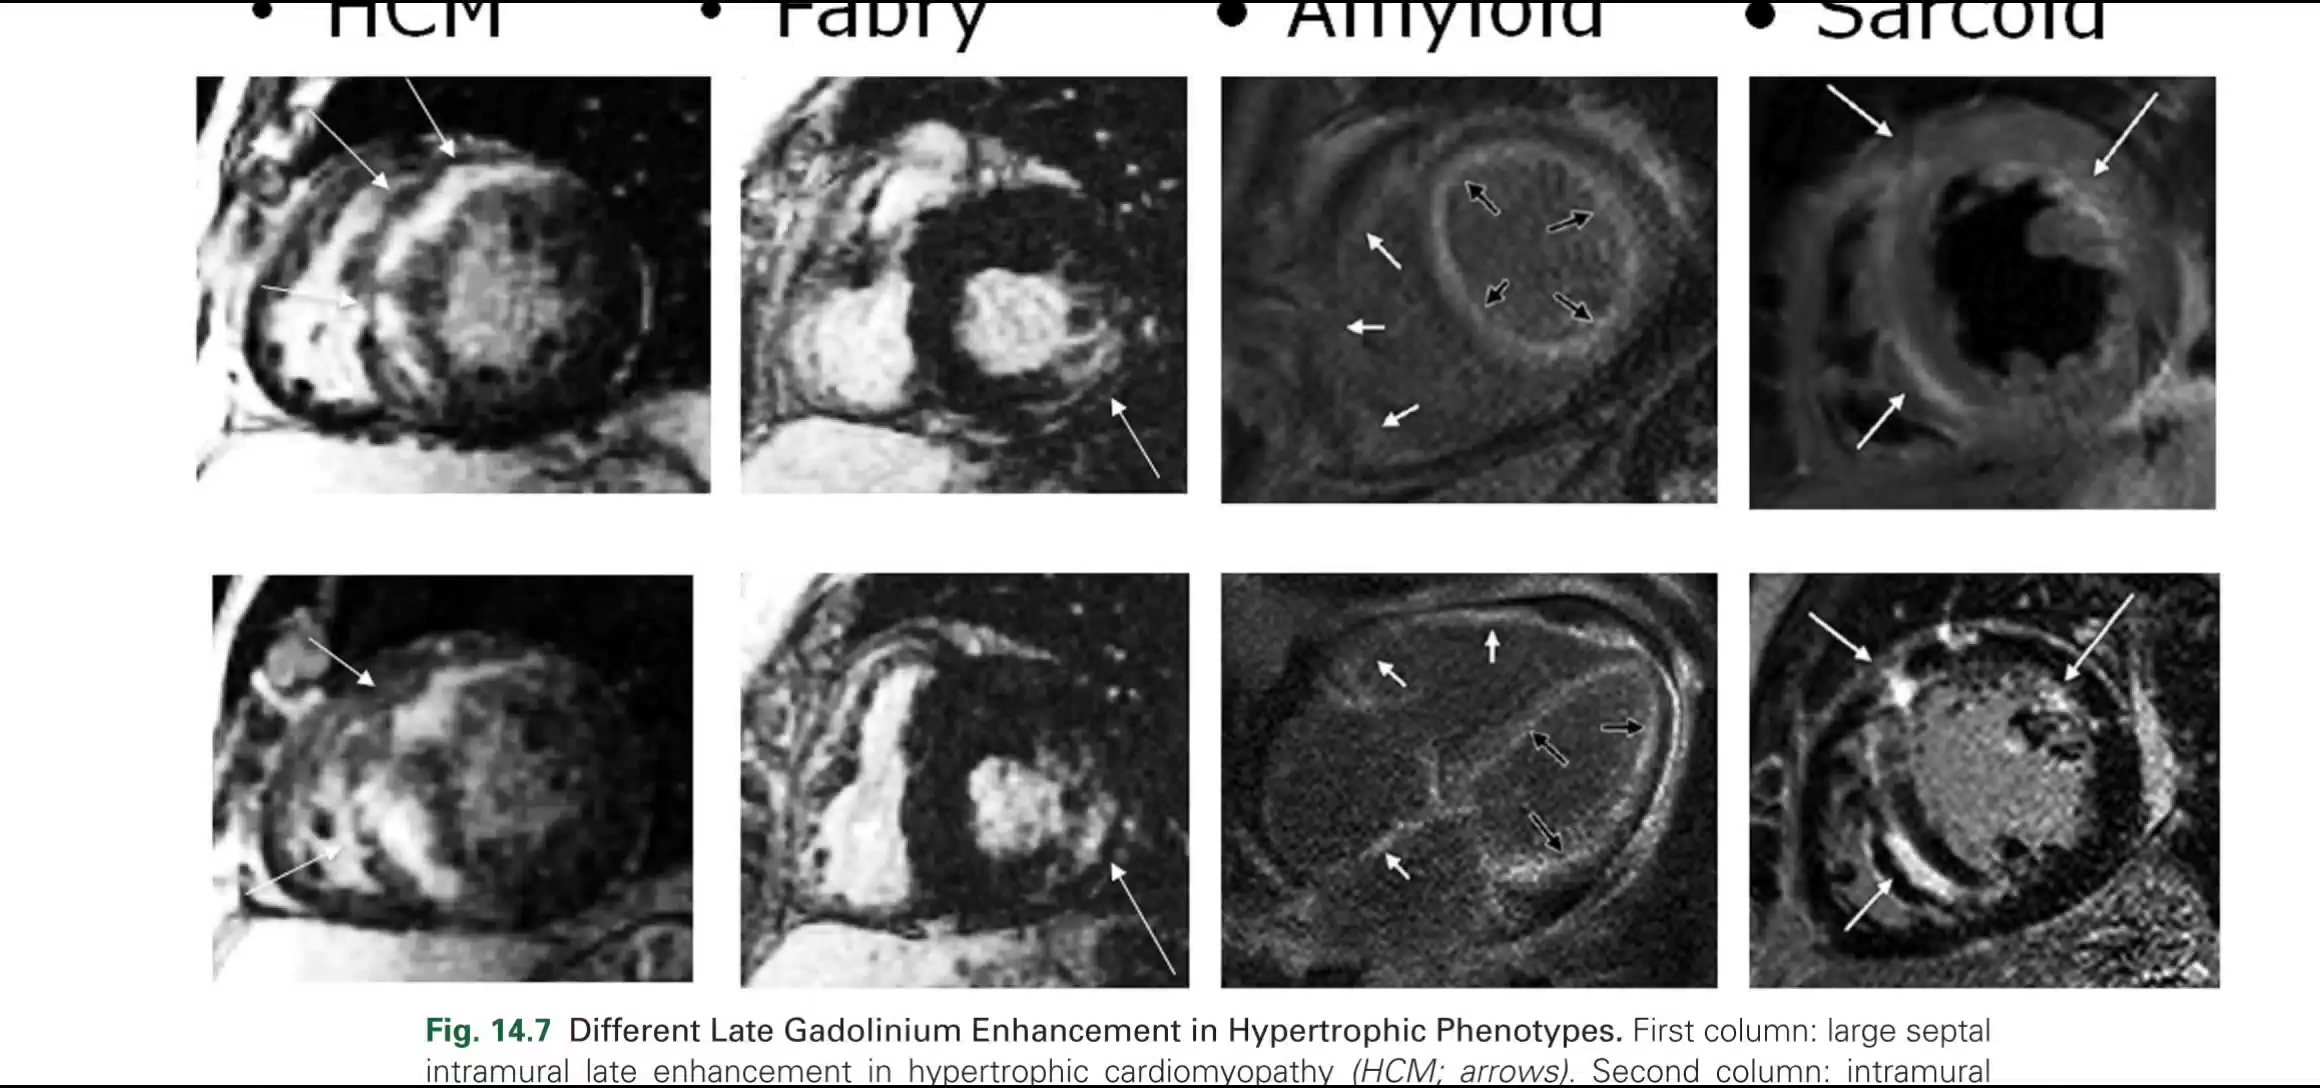 • HCM • Fabry • Amyloid • Sarcoid
Fig. 14.7 Different Late Gadolinium Enhancement in Hypertrophic Phenotypes. First column: large septal
intramural late enhancement in hypertrophic cardiomyopathy (HCM; arrows). Second column: intramural